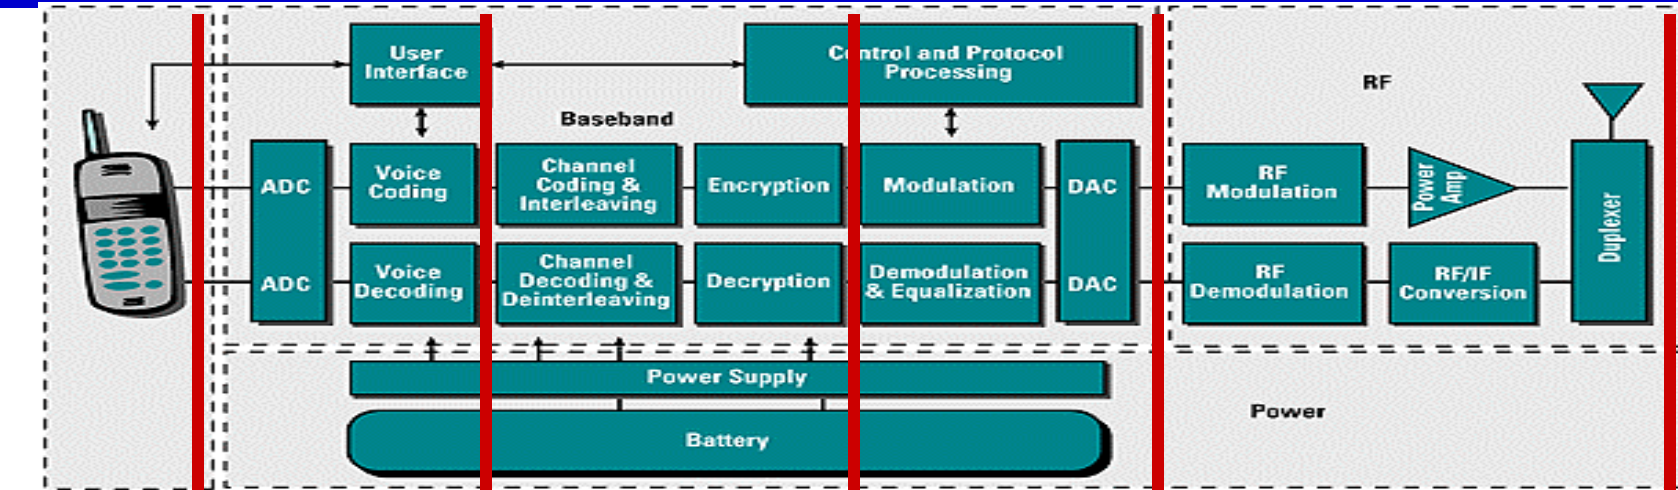 User
Interface
Control and Protocol
Processing
RF
Baseband
ADC
Voice
Coding
Channel
Coding &
Interleaving
Encryption
Modulation
DAC
RF
Modulation
Power
Amp
Duplexer
ADC
Voice
Decoding
Channel
Decoding &
Deinterleaving
Decryption
Demodulation
& Equalization
DAC
RF
Demodulation
RF/IF
Conversion
Power Supply
Power
Battery